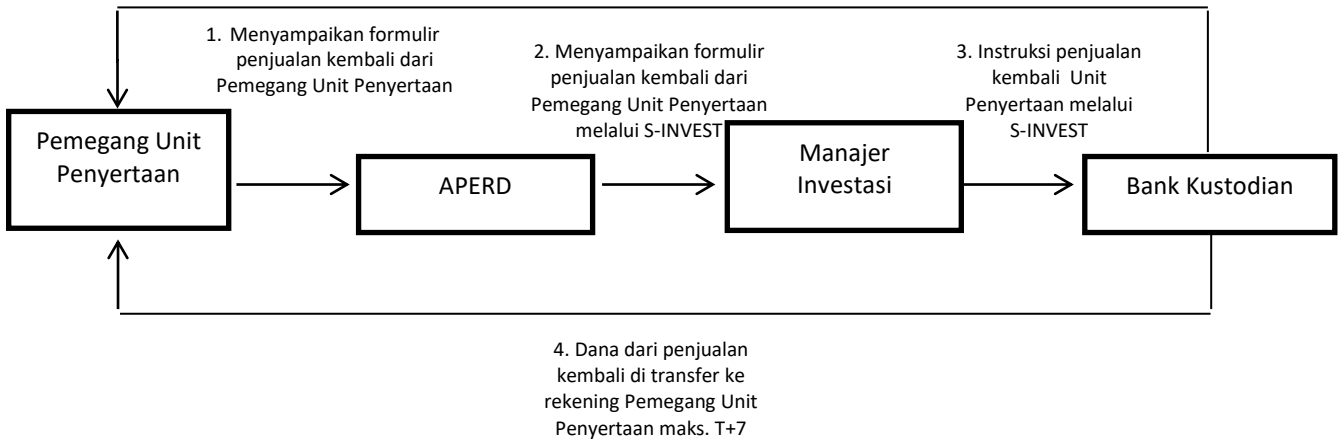 1. Menyampaikan formulir
penjualan kembali dari
Pemegang Unit Penyertaan
2. Menyampaikan formulir
penjualan kembali dari
Pemegang Unit Penyertaan
melalui S-INVEST
3. Instruksi penjualan
kembali Unit
Penyertaan melalui
S-INVEST
Pemegang Unit
Penyertaan
APERD
Manajer
Investasi
Bank Kustodian
4. Dana dari penjualan
kembali di transfer ke
rekening Pemegang Unit
Penyertaan maks. T+7